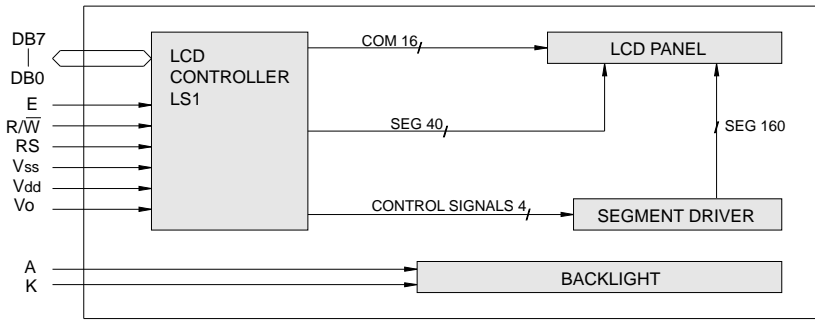 DB7
DB0
E
R/W̅
RS
Vss
Vdd
Vo
A
K
LCD
CONTROLLER
LS1
COM 16
LCD PANEL
SEG 40
SEG 160
CONTROL SIGNALS 4
SEGMENT DRIVER
BACKLIGHT